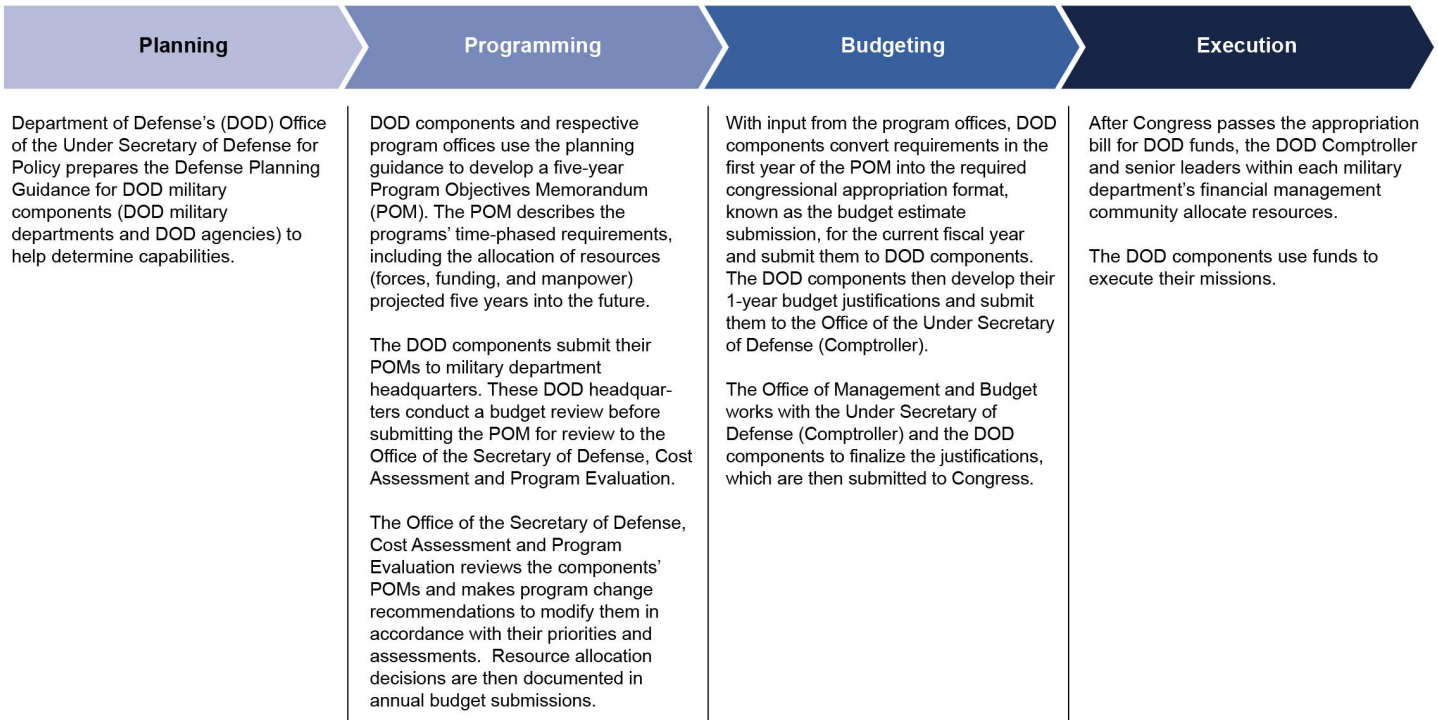 Planning
Programming
Budgeting
Execution
Department of Defense’s (DOD) Office
of the Under Secretary of Defense for
Policy prepares the Defense Planning
Guidance for DOD military
components (DOD military
departments and DOD agencies) to
help determine capabilities.
DOD components and respective
program offices use the planning
guidance to develop a five-year
Program Objectives Memorandum
(POM). The POM describes the
programs’ time-phased requirements,
including the allocation of resources
(forces, funding, and manpower)
projected five years into the future.
The DOD components submit their
POMs to military department
headquarters. These DOD headquar-
ters conduct a budget review before
submitting the POM for review to the
Office of the Secretary of Defense, Cost
Assessment and Program Evaluation.
The Office of the Secretary of Defense,
Cost Assessment and Program
Evaluation reviews the components’
POMs and makes program change
recommendations to modify them in
accordance with their priorities and
assessments.  Resource allocation
decisions are then documented in
annual budget submissions.
With input from the program offices, DOD
components convert requirements in the
first year of the POM into the required
congressional appropriation format,
known as the budget estimate
submission, for the current fiscal year
and submit them to DOD components.
The DOD components then develop their
1-year budget justifications and submit
them to the Office of the Under Secretary
of Defense (Comptroller).
The Office of Management and Budget
works with the Under Secretary of
Defense (Comptroller) and the DOD
components to finalize the justifications,
which are then submitted to Congress.
After Congress passes the appropriation
bill for DOD funds, the DOD Comptroller
and senior leaders within each military
department’s financial management
community allocate resources.
The DOD components use funds to
execute their missions.